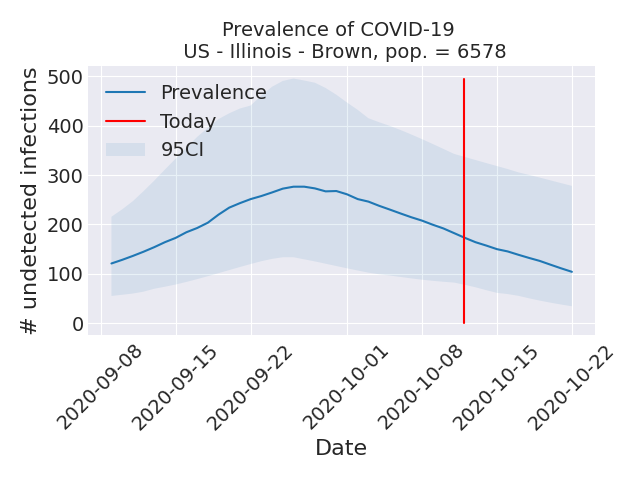 Prevalence of COVID-19
US - Illinois - Brown, pop. = 6578
# undetected infections
500
400
300
200
100
0
Prevalence
Today
95CI
2020-09-08
2020-09-15
2020-09-22
2020-10-01
2020-10-08
2020-10-15
2020-10-22
Date